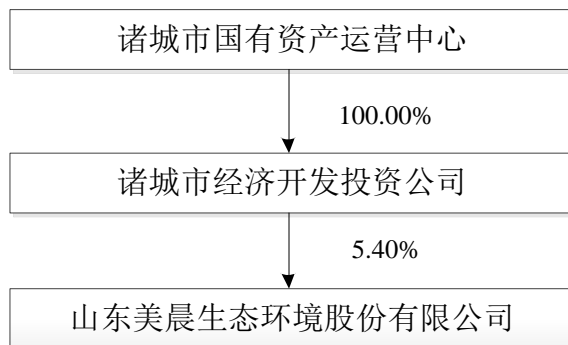 诸城市国有资产运营中心
100.00%
诸城市经济开发投资公司
5.40%
山东美晨生态环境股份有限公司